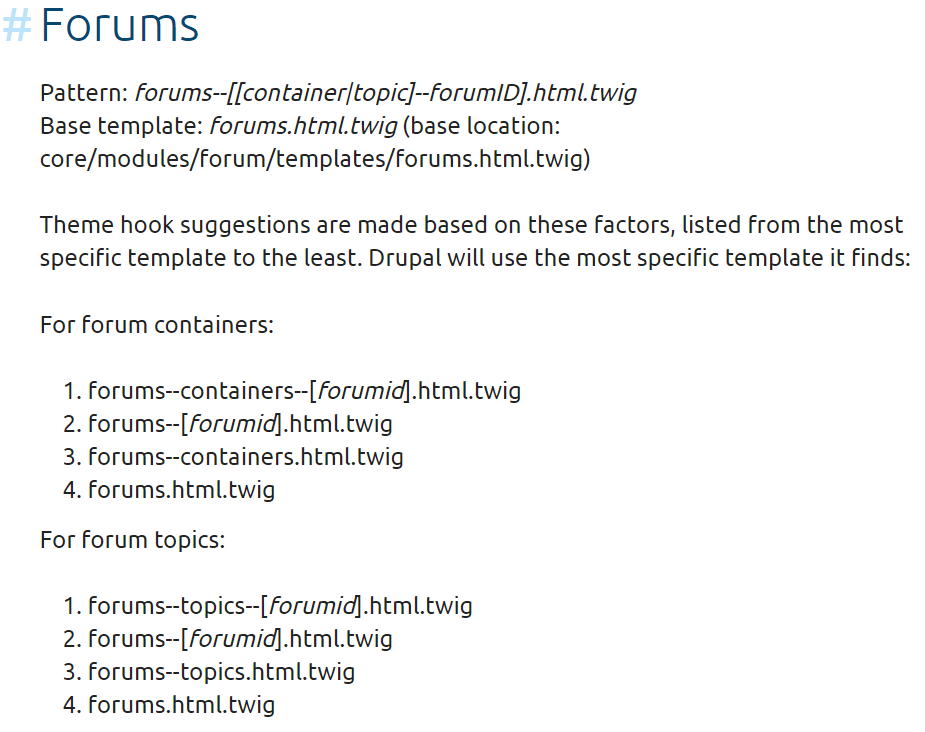 # Forums
Pattern: forums--[[container|topic]--forumID].html.twig
Base template: forums.html.twig (base location:
core/modules/forum/templates/forums.html.twig)
Theme hook suggestions are made based on these factors, listed from the most
specific template to the least. Drupal will use the most specific template it finds:
For forum containers:
1. forums--containers--[forumid].html.twig
2. forums--[forumid].html.twig
3. forums--containers.html.twig
4. forums.html.twig
For forum topics:
1. forums--topics--[forumid].html.twig
2. forums--[forumid].html.twig
3. forums--topics.html.twig
4. forums.html.twig